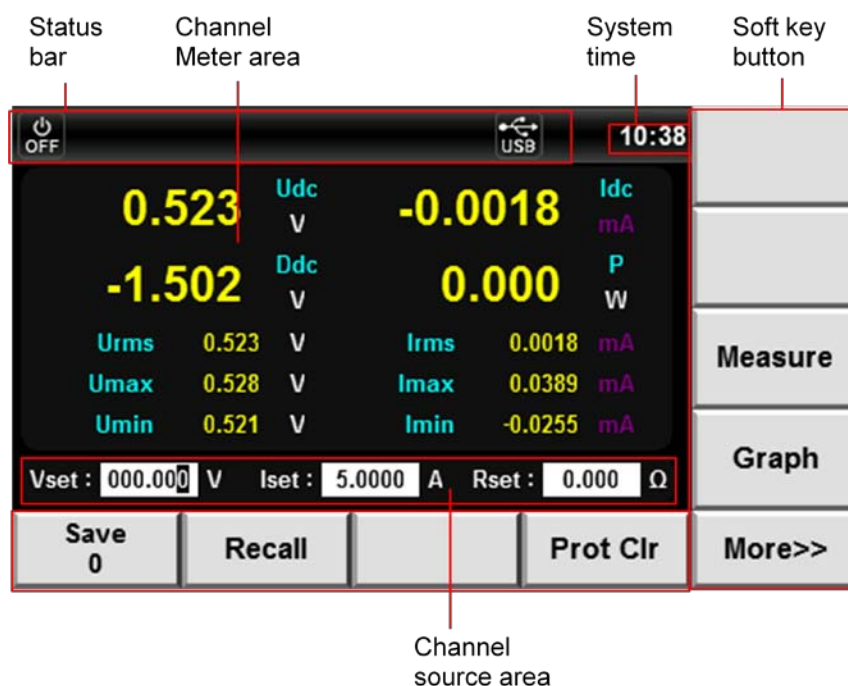 Status bar
Channel Meter area
System time
Soft key button
OFF
USB
10:38
0.523 Udc V -0.0018 Idc mA
-1.502 Ddc V 0.000 P W
Urms 0.523 V Irms 0.0018 mA
Umax 0.528 V Imax 0.0389 mA
Umin 0.521 V Imin -0.0255 mA
Measure
Graph
Vset : 000.000 V Iset : 5.0000 A Rset : 0.000 Ω
Save 0
Recall
Prot Clr
More>>
Channel source area